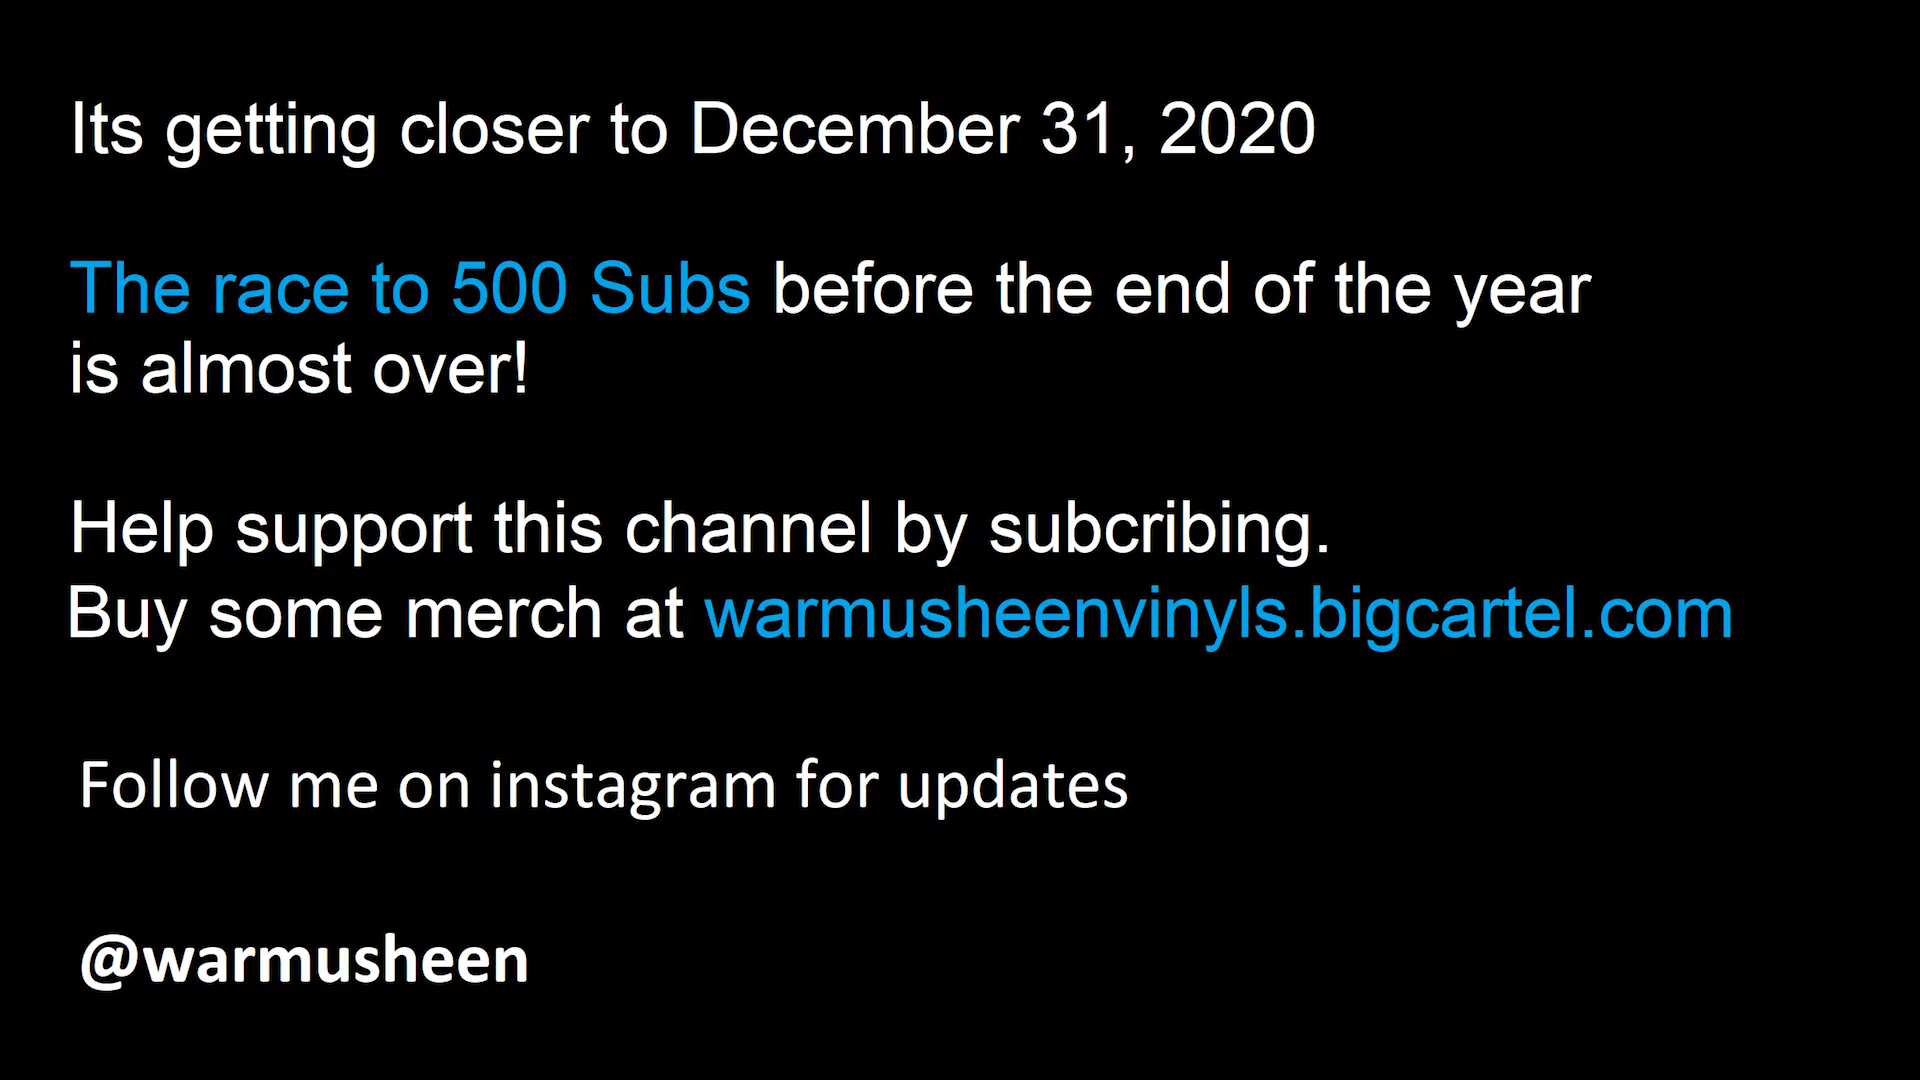 Its getting closer to December 31, 2020
The race to 500 Subs before the end of the year
is almost over!
Help support this channel by subcribing.
Buy some merch at warmusheenvinyls.bigcartel.com
Follow me on instagram for updates
@warmusheen